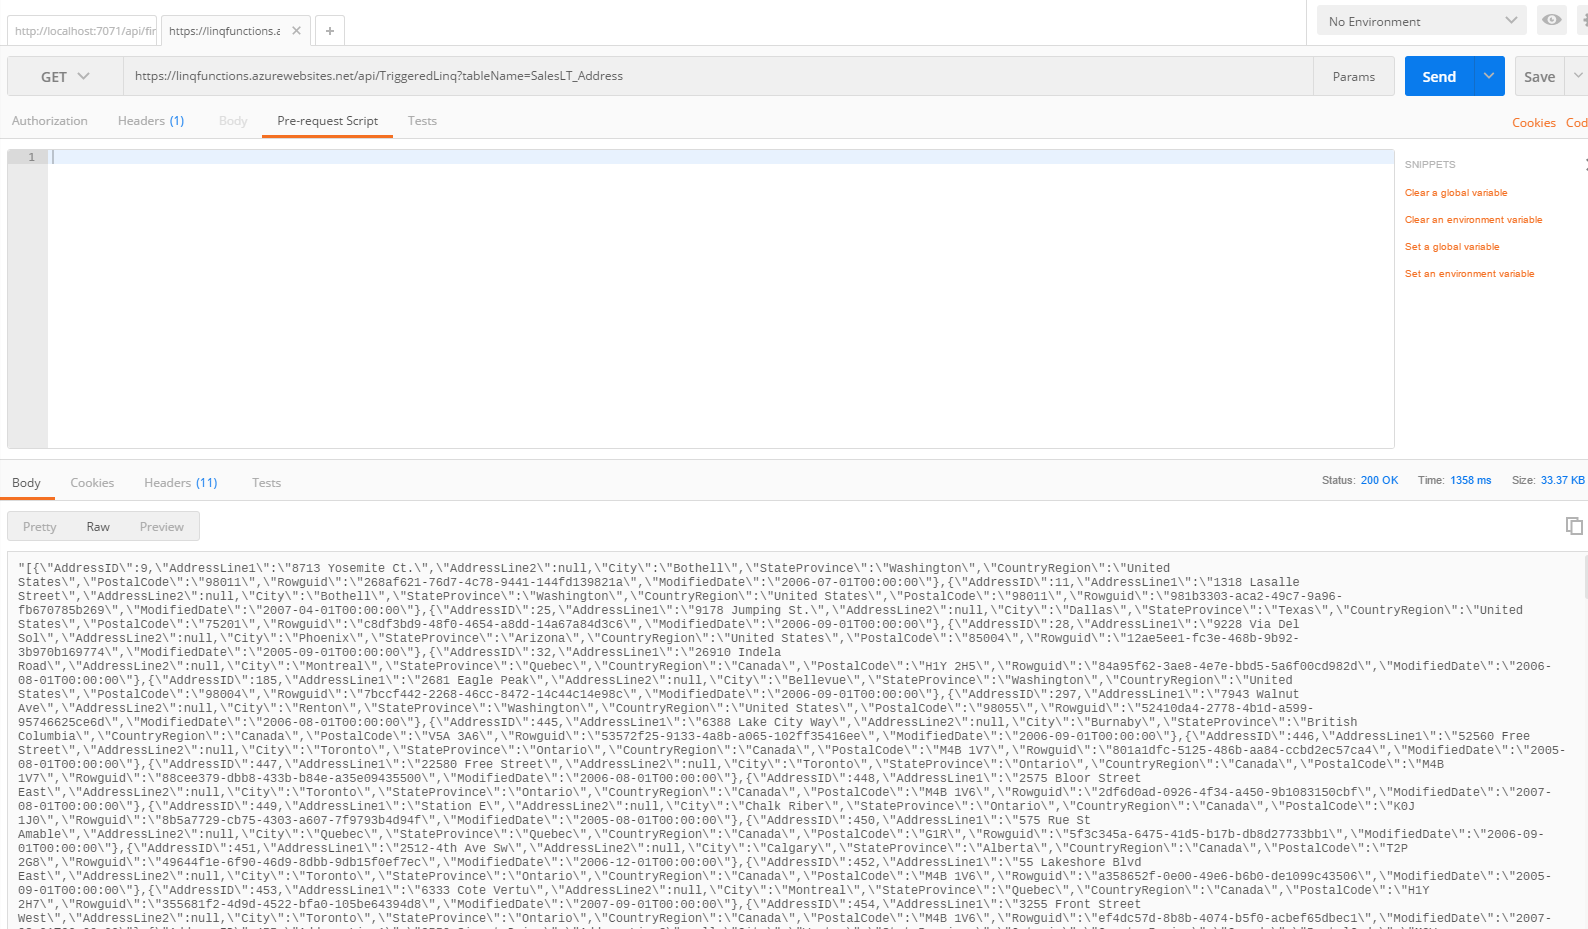 http://localhost:7071/api/fir
https://linqfunctions.a
No Environment
GET
https://linqfunctions.azurewebsites.net/api/TriggeredLinq?tableName=SalesLT_Address
Params
Send
Save
Authorization
Headers (1)
Body
Pre-request Script
Tests
Cookies
Cod
1
SNIPPETS
Clear a global variable
Clear an environment variable
Set a global variable
Set an environment variable
Body
Cookies
Headers (11)
Tests
Status: 200 OK
Time: 1358 ms
Size: 33.37 KB
Pretty
Raw
Preview
"[{\"AddressID\":9,\"AddressLine1\":\"8713 Yosemite Ct.\",\"AddressLine2\":null,\"City\":\"Bothell\",\"StateProvince\":\"Washington\",\"CountryRegion\":\"United
States\",\"PostalCode\":\"98011\",\"Rowguid\":\"268af621-76d7-4c78-9441-144fd139821a\",\"ModifiedDate\":\"2006-07-01T00:00:00\"},{\"AddressID\":11,\"AddressLine1\":\"1318 Lasalle
Street\",\"AddressLine2\":null,\"City\":\"Bothell\",\"StateProvince\":\"Washington\",\"CountryRegion\":\"United States\",\"PostalCode\":\"98011\",\"Rowguid\":\"981b3303-aca2-49c7-9a96-
fb670785b269\",\"ModifiedDate\":\"2007-04-01T00:00:00\"},{\"AddressID\":25,\"AddressLine1\":\"9178 Jumping St.\",\"AddressLine2\":null,\"City\":\"Dallas\",\"StateProvince\":\"Texas\",\"CountryRegion\":\"United
States\",\"PostalCode\":\"75201\",\"Rowguid\":\"c8df3bd9-48f0-4654-a8dd-14a67a84d3c6\",\"ModifiedDate\":\"2006-09-01T00:00:00\"},{\"AddressID\":28,\"AddressLine1\":\"9228 Via Del
Sol\",\"AddressLine2\":null,\"City\":\"Phoenix\",\"StateProvince\":\"Arizona\",\"CountryRegion\":\"United States\",\"PostalCode\":\"85004\",\"Rowguid\":\"12ae5ee1-fc3e-468b-9b92-
3b970b169774\",\"ModifiedDate\":\"2005-09-01T00:00:00\"},{\"AddressID\":32,\"AddressLine1\":\"26910 Indela
Road\",\"AddressLine2\":null,\"City\":\"Montreal\",\"StateProvince\":\"Quebec\",\"CountryRegion\":\"Canada\",\"PostalCode\":\"H1Y 2H5\",\"Rowguid\":\"84a95f62-3ae8-4e7e-bbd5-5a6f00cd982d\",\"ModifiedDate\":\"2006-
08-01T00:00:00\"},{\"AddressID\":185,\"AddressLine1\":\"2681 Eagle Peak\",\"AddressLine2\":null,\"City\":\"Bellevue\",\"StateProvince\":\"Washington\",\"CountryRegion\":\"United
States\",\"PostalCode\":\"98004\",\"Rowguid\":\"7bccf442-2268-46cc-8472-14c44c14e98c\",\"ModifiedDate\":\"2006-09-01T00:00:00\"},{\"AddressID\":297,\"AddressLine1\":\"7943 Walnut
Ave\",\"AddressLine2\":null,\"City\":\"Renton\",\"StateProvince\":\"Washington\",\"CountryRegion\":\"United States\",\"PostalCode\":\"98055\",\"Rowguid\":\"52410da4-2778-4b1d-a599-
95746625ce6d\",\"ModifiedDate\":\"2006-08-01T00:00:00\"},{\"AddressID\":445,\"AddressLine1\":\"6388 Lake City Way\",\"AddressLine2\":null,\"City\":\"Burnaby\",\"StateProvince\":\"British
Columbia\",\"CountryRegion\":\"Canada\",\"PostalCode\":\"V5A 3A6\",\"Rowguid\":\"53572f25-9133-4a8b-a065-102ff35416ee\",\"ModifiedDate\":\"2006-09-01T00:00:00\"},{\"AddressID\":446,\"AddressLine1\":\"52560 Free
Street\",\"AddressLine2\":null,\"City\":\"Toronto\",\"StateProvince\":\"Ontario\",\"CountryRegion\":\"Canada\",\"PostalCode\":\"M4B 1V7\",\"Rowguid\":\"801a1dfc-5125-486b-aa84-ccbd2ec57ca4\",\"ModifiedDate\":\"2005-
08-01T00:00:00\"},{\"AddressID\":447,\"AddressLine1\":\"22580 Free Street\",\"AddressLine2\":null,\"City\":\"Toronto\",\"StateProvince\":\"Ontario\",\"CountryRegion\":\"Canada\",\"PostalCode\":\"M4B
1V7\",\"Rowguid\":\"88cee379-dbb8-433b-b84e-a35e09435500\",\"ModifiedDate\":\"2006-08-01T00:00:00\"},{\"AddressID\":448,\"AddressLine1\":\"2575 Bloor Street
East\",\"AddressLine2\":null,\"City\":\"Toronto\",\"StateProvince\":\"Ontario\",\"CountryRegion\":\"Canada\",\"PostalCode\":\"M4B 1V6\",\"Rowguid\":\"2df6d0ad-0926-4f34-a450-9b1083150cbf\",\"ModifiedDate\":\"2007-
08-01T00:00:00\"},{\"AddressID\":449,\"AddressLine1\":\"Station E\",\"AddressLine2\":null,\"City\":\"Chalk Riber\",\"StateProvince\":\"Ontario\",\"CountryRegion\":\"Canada\",\"PostalCode\":\"K0J
1J0\",\"Rowguid\":\"8b5a7729-cb75-4303-a607-7f9793b4d94f\",\"ModifiedDate\":\"2005-08-01T00:00:00\"},{\"AddressID\":450,\"AddressLine1\":\"575 Rue St
Amable\",\"AddressLine2\":null,\"City\":\"Quebec\",\"StateProvince\":\"Quebec\",\"CountryRegion\":\"Canada\",\"PostalCode\":\"G1R\",\"Rowguid\":\"5f3c345a-6475-41d5-b17b-db8d27733bb1\",\"ModifiedDate\":\"2006-09-
01T00:00:00\"},{\"AddressID\":451,\"AddressLine1\":\"2512-4th Ave Sw\",\"AddressLine2\":null,\"City\":\"Calgary\",\"StateProvince\":\"Alberta\",\"CountryRegion\":\"Canada\",\"PostalCode\":\"T2P
2G8\",\"Rowguid\":\"49644f1e-6f90-46d9-8dbb-9db15f0ef7ec\",\"ModifiedDate\":\"2006-12-01T00:00:00\"},{\"AddressID\":452,\"AddressLine1\":\"55 Lakeshore Blvd
East\",\"AddressLine2\":null,\"City\":\"Toronto\",\"StateProvince\":\"Ontario\",\"CountryRegion\":\"Canada\",\"PostalCode\":\"M4B 1V6\",\"Rowguid\":\"a358652f-0e00-49e6-b6b0-de1099c43506\",\"ModifiedDate\":\"2005-
09-01T00:00:00\"},{\"AddressID\":453,\"AddressLine1\":\"6333 Cote Vertu\",\"AddressLine2\":null,\"City\":\"Montreal\",\"StateProvince\":\"Quebec\",\"CountryRegion\":\"Canada\",\"PostalCode\":\"H1Y
2H7\",\"Rowguid\":\"355681f2-4d9d-4522-bfa0-105be64394d8\",\"ModifiedDate\":\"2007-09-01T00:00:00\"},{\"AddressID\":454,\"AddressLine1\":\"3255 Front Street
West\",\"AddressLine2\":null,\"City\":\"Toronto\",\"StateProvince\":\"Ontario\",\"CountryRegion\":\"Canada\",\"PostalCode\":\"M4B 1V6\",\"Rowguid\":\"ef4dc57d-8b8b-4074-b5f0-acbef65dbec1\",\"ModifiedDate\":\"2007-